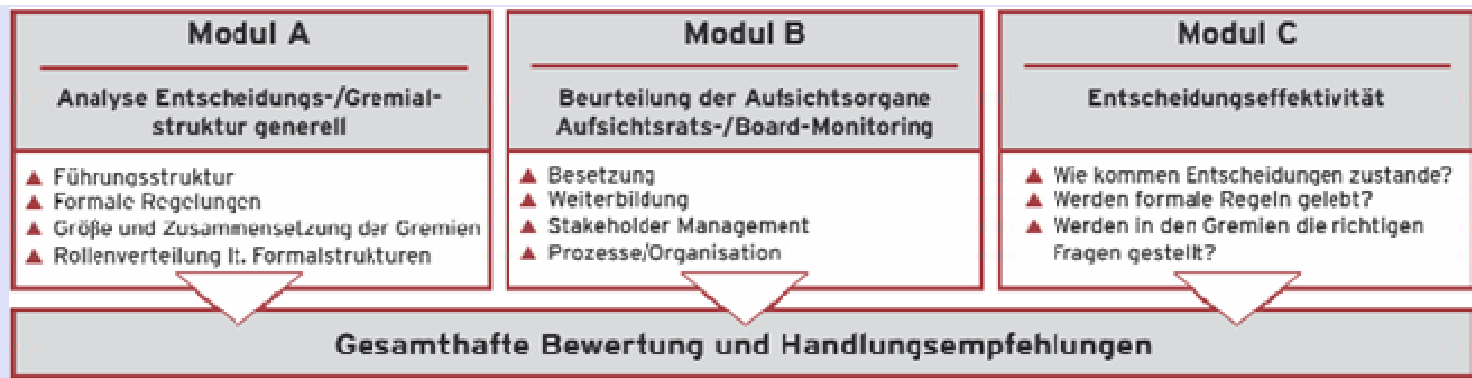 Modul A
Analyse Entscheidungs-/Gremial-
struktur generell
▲ Führungsstruktur
▲ Formale Regelungen
▲ Größe und Zusammensetzung der Gremien
▲ Rollenverteilung lt. Formalstrukturen
Modul B
Beurteilung der Aufsichtsorgane
Aufsichtsrats-/Board-Monitoring
▲ Besetzung
▲ Weiterbildung
▲ Stakeholder Management
▲ Prozesse/Organisation
Modul C
Entscheidungseffektivität
▲ Wie kommen Entscheidungen zustande?
▲ Werden formale Regeln gelebt?
▲ Werden in den Gremien die richtigen
Fragen gestellt?
Gesamthafte Bewertung und Handlungsempfehlungen